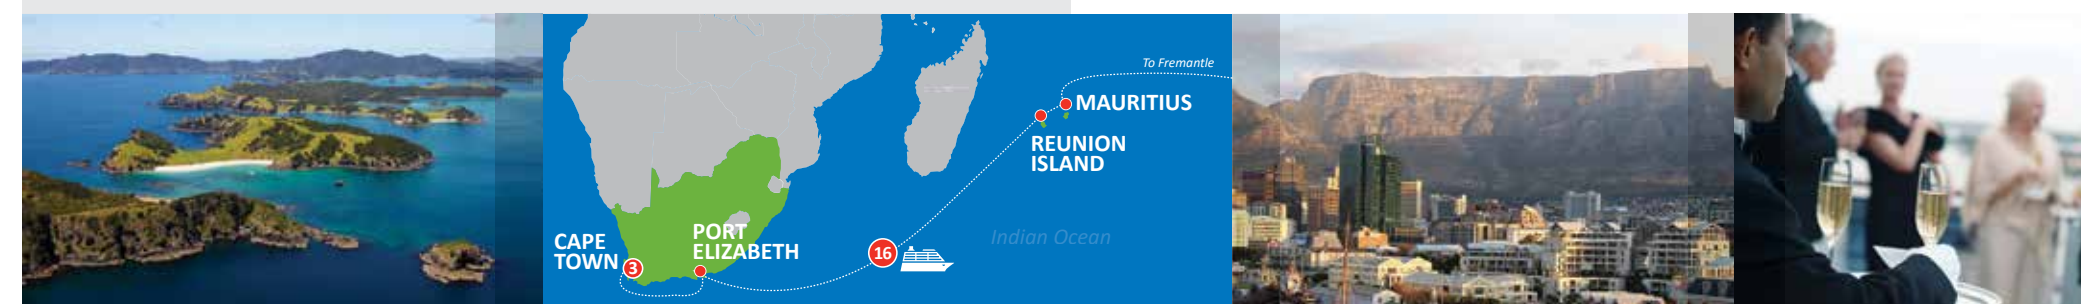 To Fremantle
MAURITIUS
REUNION
ISLAND
PORT
ELIZABETH
CAPE
TOWN
3
16
Indian Ocean